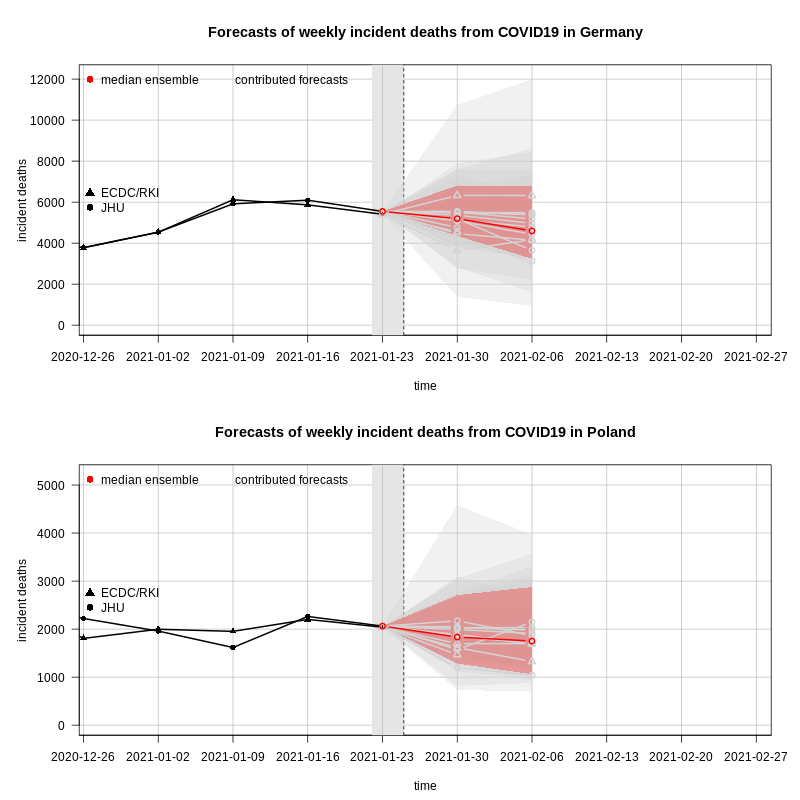 Forecasts of weekly incident deaths from COVID19 in Germany
12000
10000
8000
6000
4000
2000
0
incident deaths
median ensemble contributed forecasts
ECDC/RKI
JHU
2020-12-26 2021-01-02 2021-01-09 2021-01-16 2021-01-23 2021-01-30 2021-02-06 2021-02-13 2021-02-20 2021-02-27
time
Forecasts of weekly incident deaths from COVID19 in Poland
5000
4000
3000
2000
1000
0
incident deaths
median ensemble contributed forecasts
ECDC/RKI
JHU
2020-12-26 2021-01-02 2021-01-09 2021-01-16 2021-01-23 2021-01-30 2021-02-06 2021-02-13 2021-02-20 2021-02-27
time